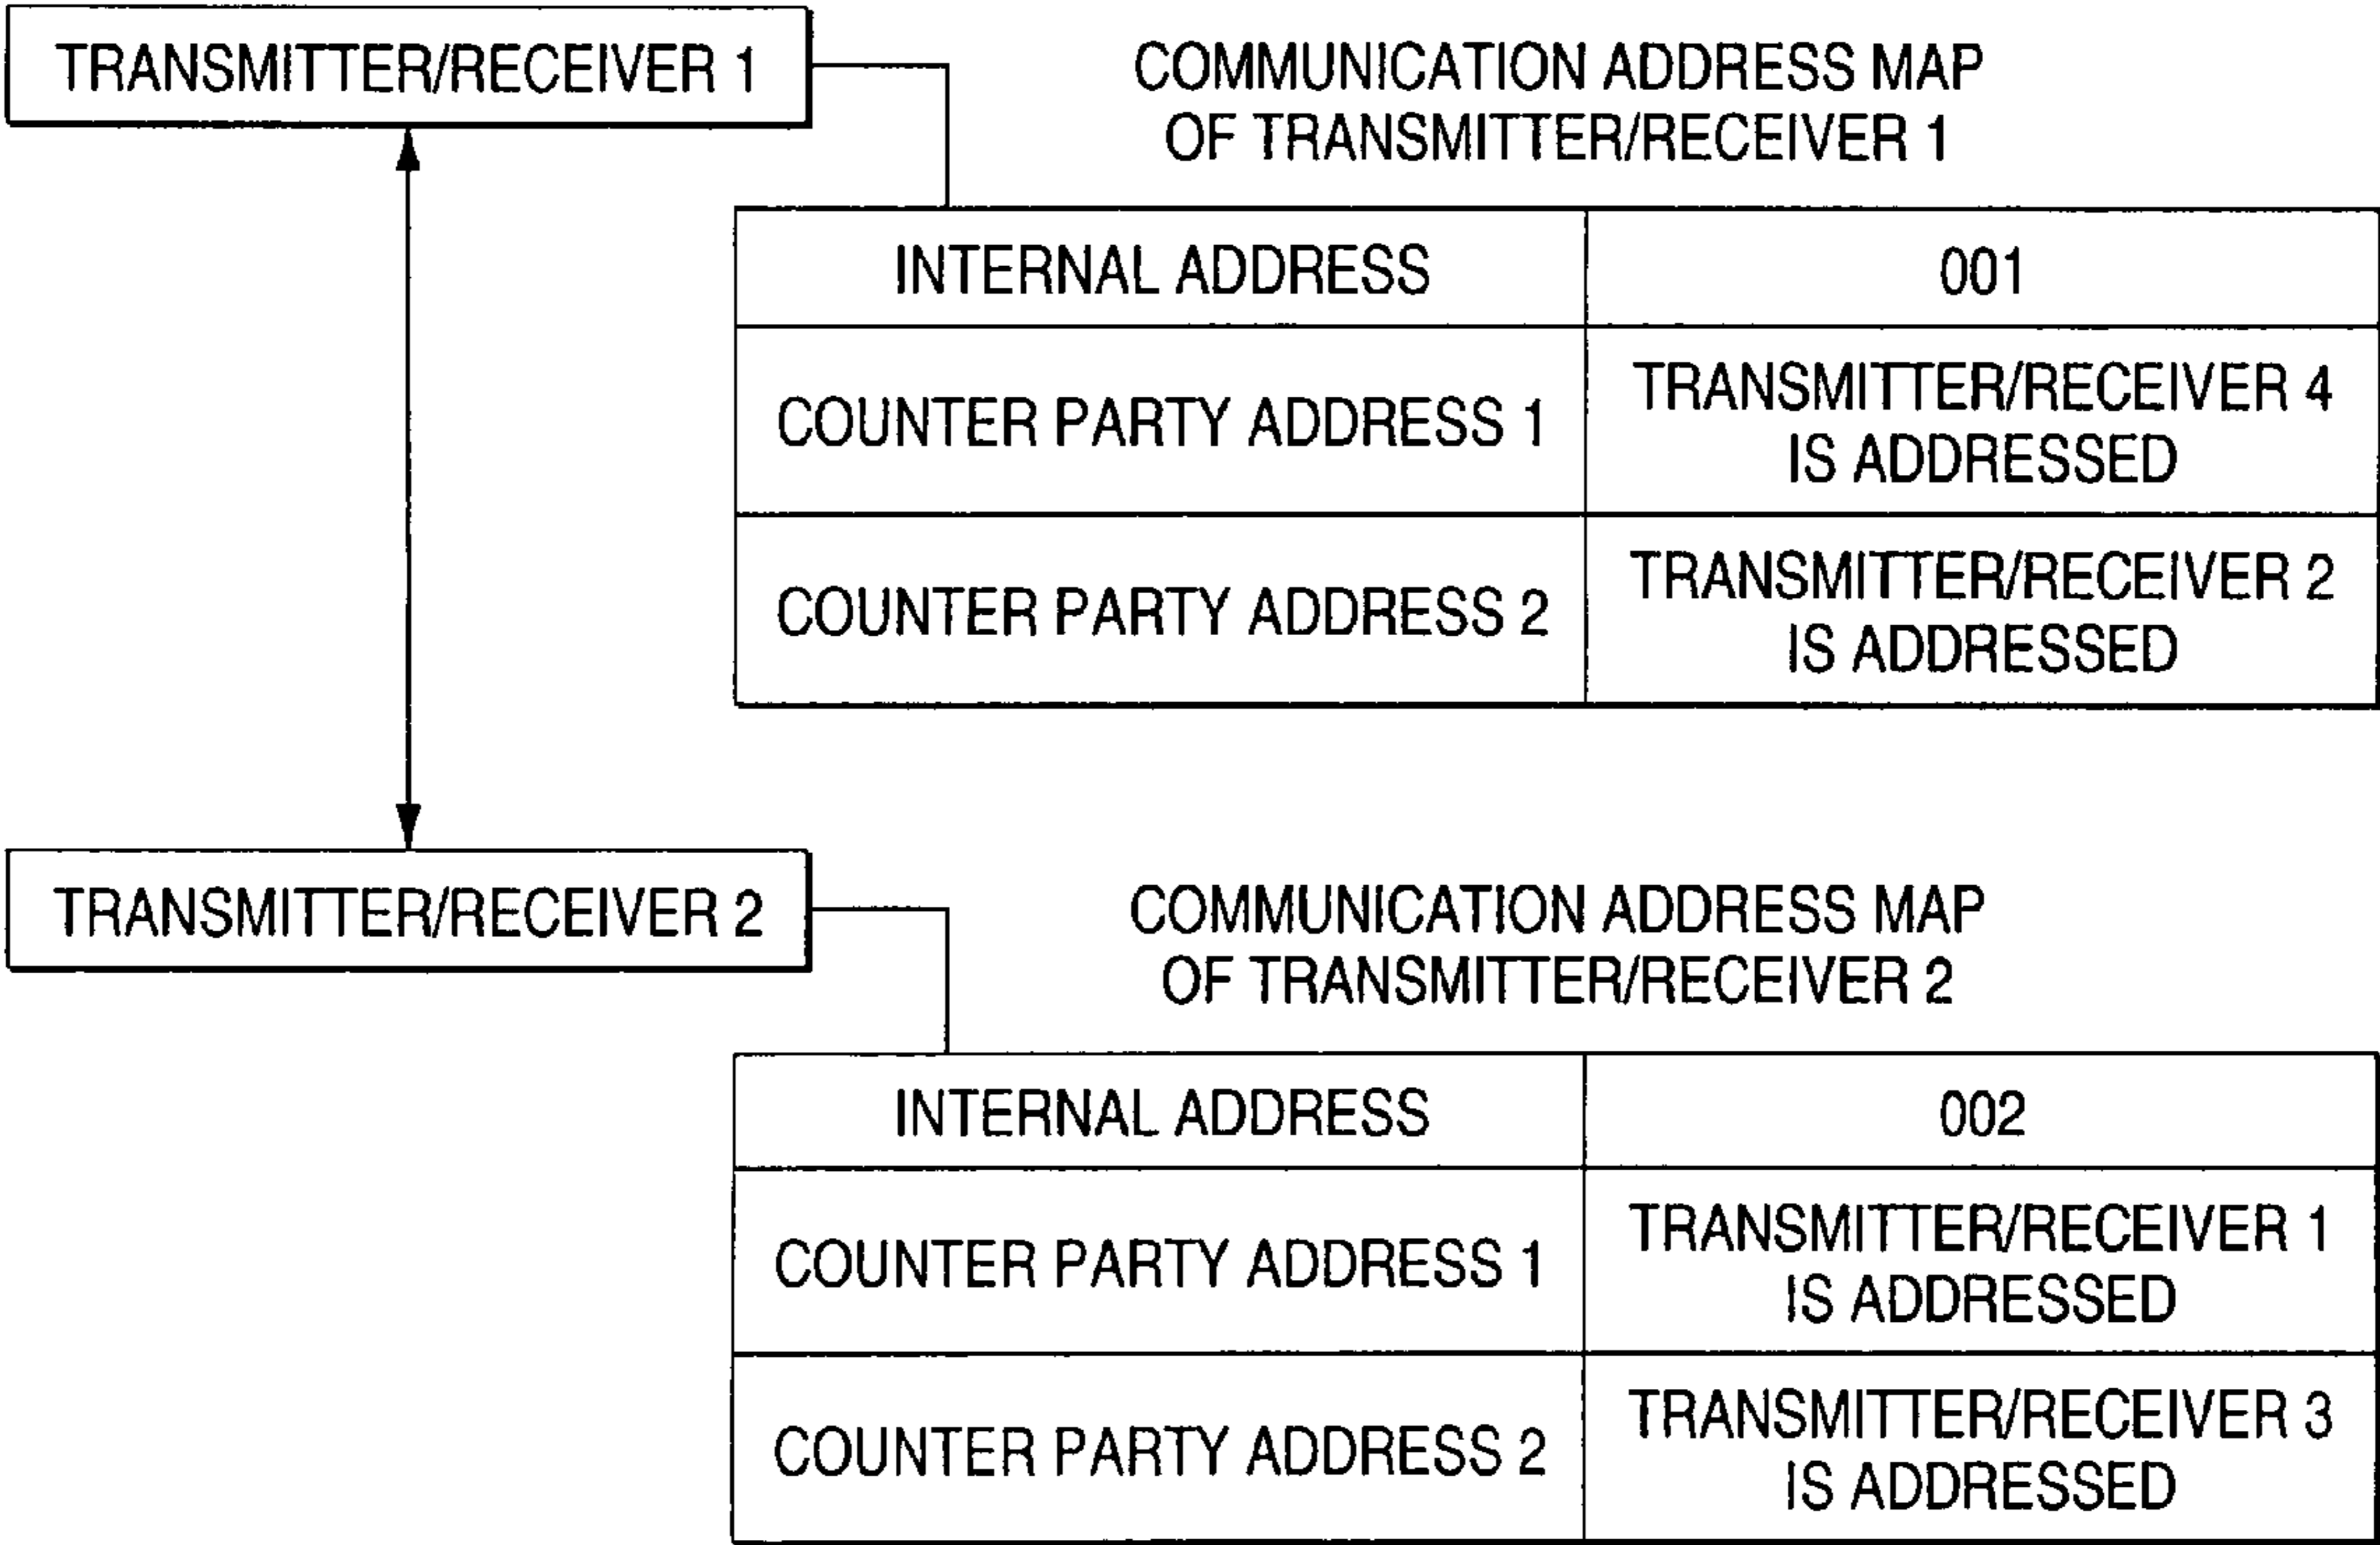 TRANSMITTER/RECEIVER 1
COMMUNICATION ADDRESS MAP
OF TRANSMITTER/RECEIVER 1
INTERNAL ADDRESS
001
COUNTER PARTY ADDRESS 1
TRANSMITTER/RECEIVER 4
IS ADDRESSED
COUNTER PARTY ADDRESS 2
TRANSMITTER/RECEIVER 2
IS ADDRESSED
TRANSMITTER/RECEIVER 2
COMMUNICATION ADDRESS MAP
OF TRANSMITTER/RECEIVER 2
INTERNAL ADDRESS
002
COUNTER PARTY ADDRESS 1
TRANSMITTER/RECEIVER 1
IS ADDRESSED
COUNTER PARTY ADDRESS 2
TRANSMITTER/RECEIVER 3
IS ADDRESSED